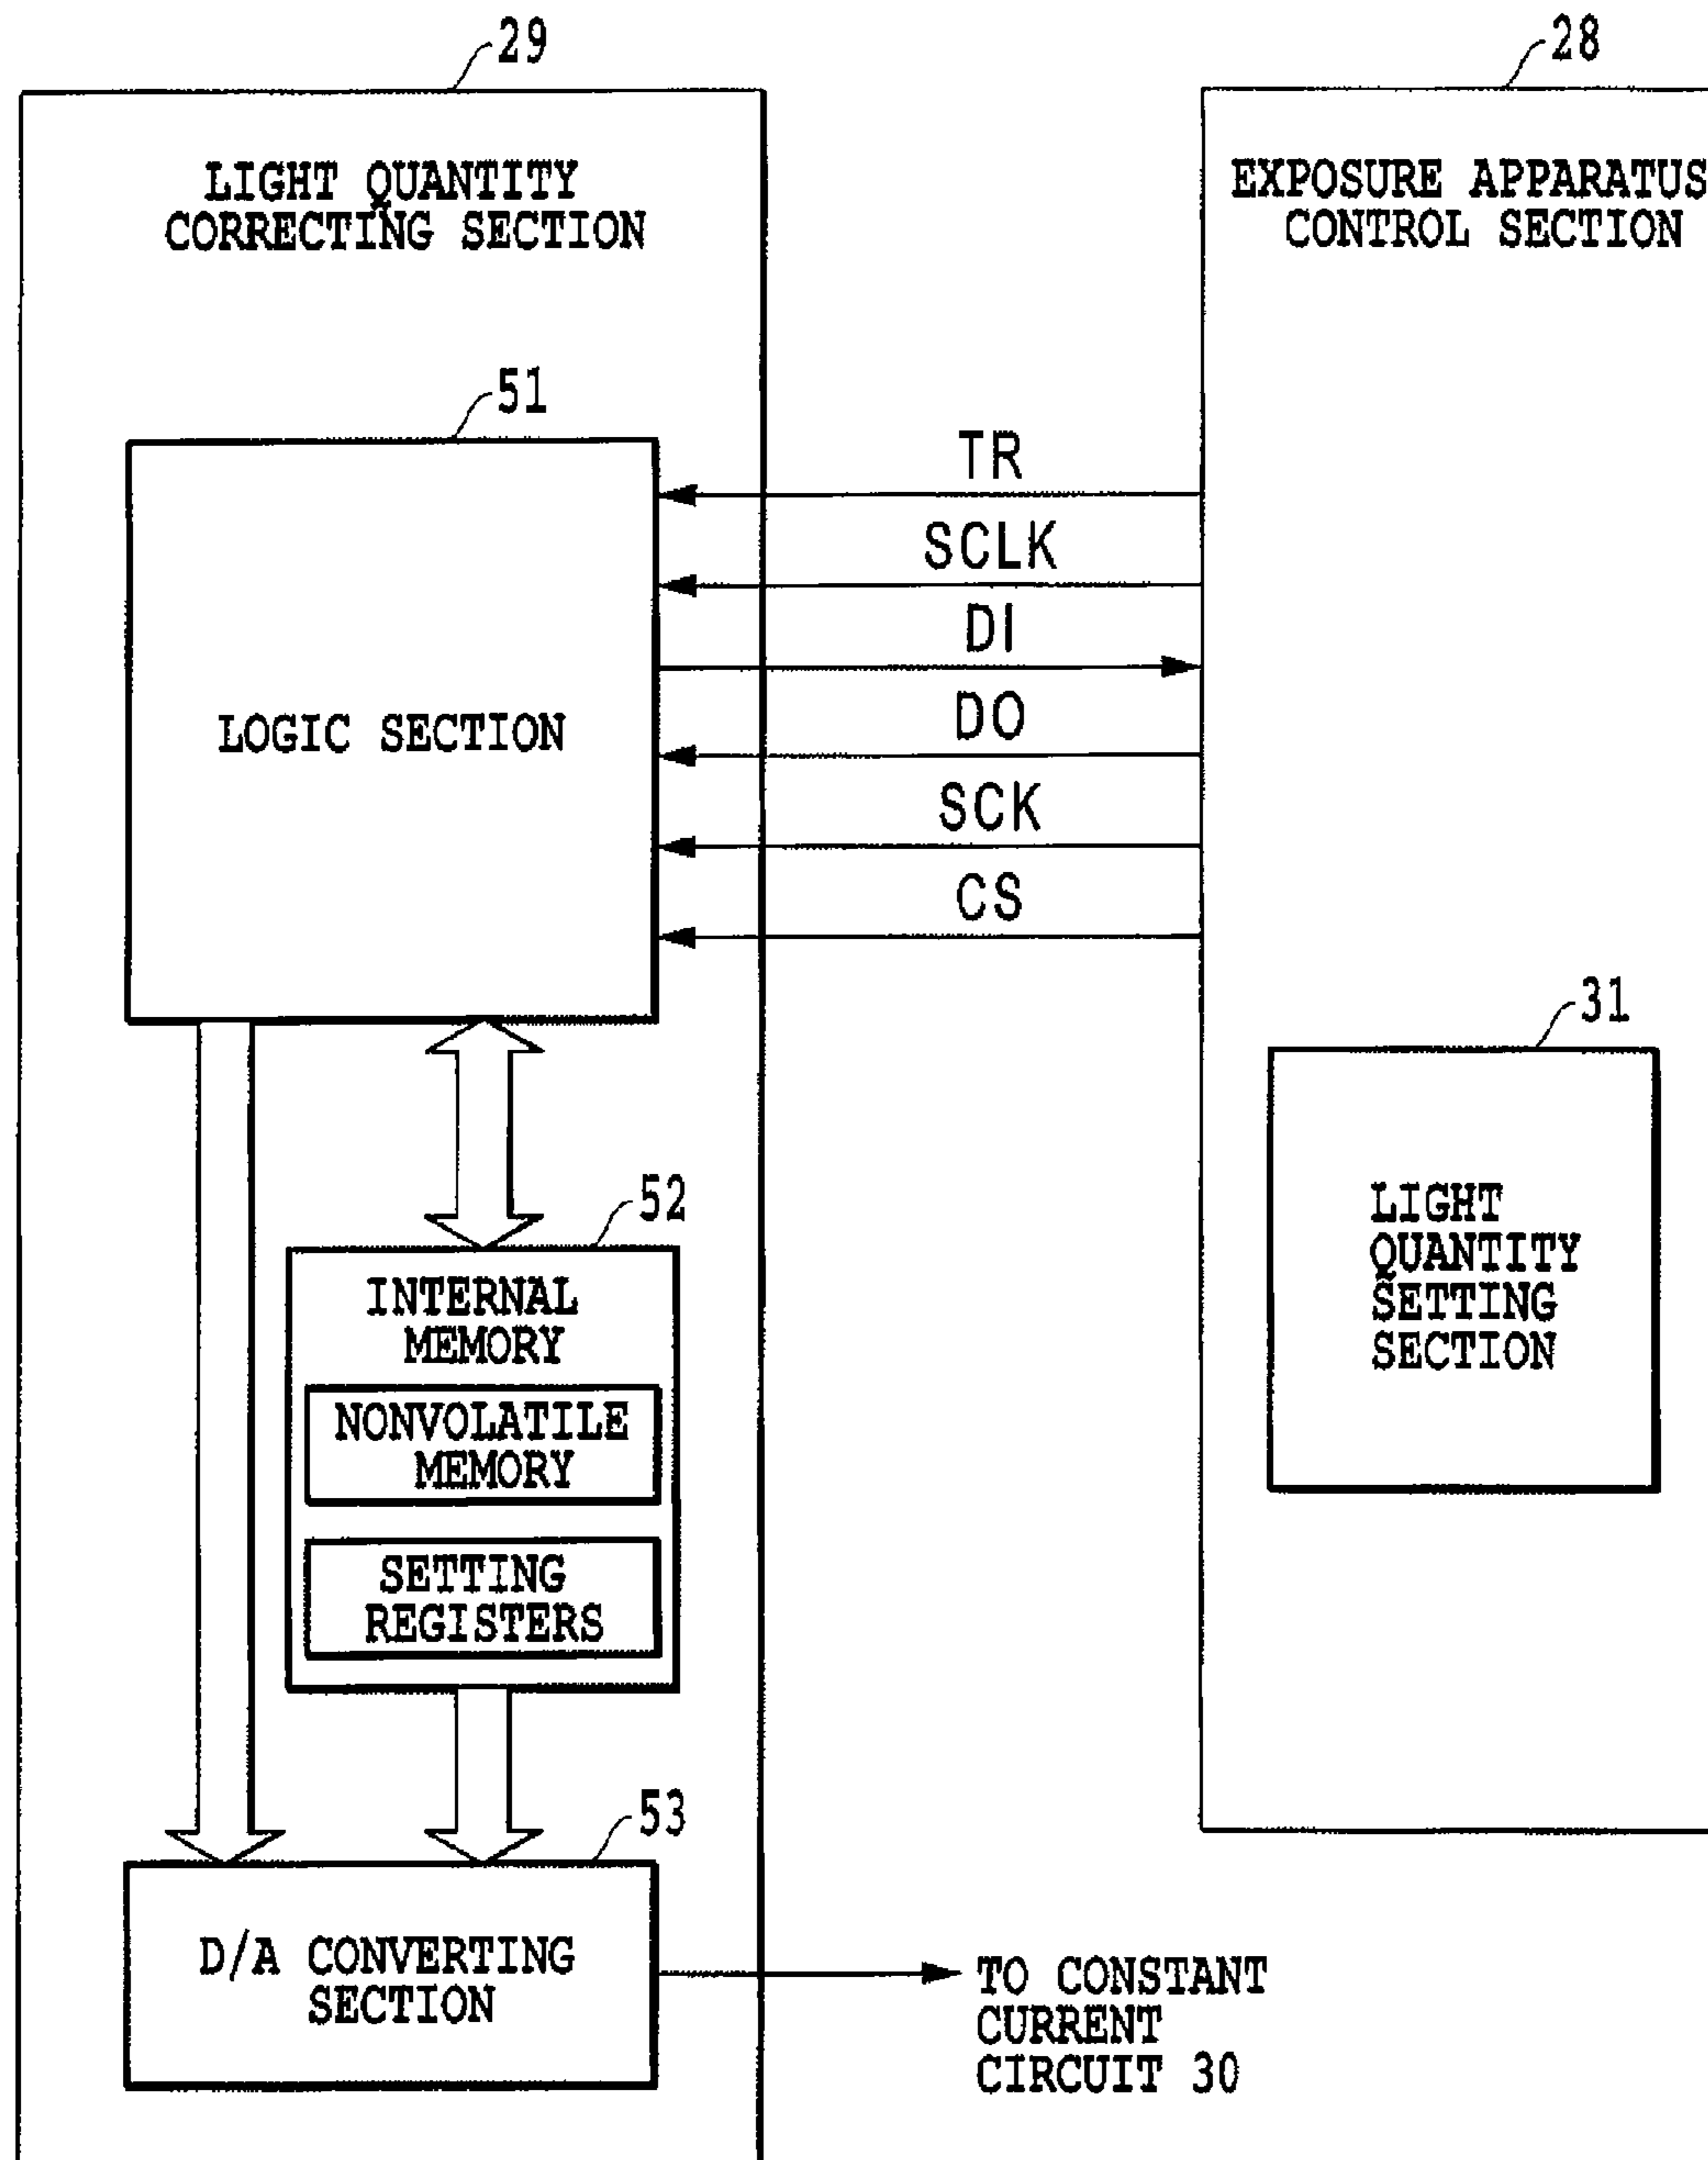 29
28
LIGHT QUANTITY
CORRECTING SECTION
EXPOSURE APPARATUS
CONTROL SECTION
51
LOGIC SECTION
TR
SCLK
DI
DO
SCK
CS
31
LIGHT
QUANTITY
SETTING
SECTION
52
INTERNAL
MEMORY
NONVOLATILE
MEMORY
SETTING
REGISTERS
53
D/A CONVERTING
SECTION
TO CONSTANT
CURRENT
CIRCUIT 30